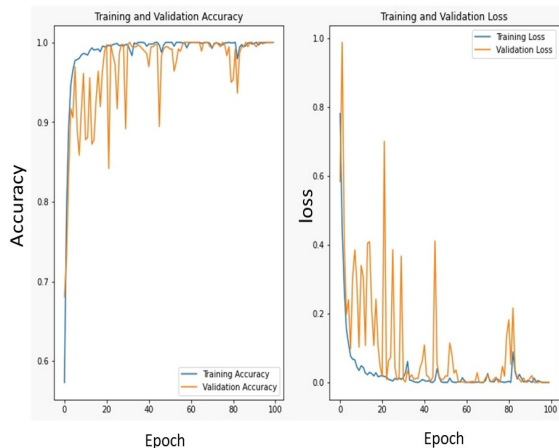 Training and Validation Accuracy
1.0
0.9
0.8
0.7
0.6
Accuracy
Training Accuracy
Validation Accuracy
0 20 40 60 80 100
Epoch
Training and Validation Loss
Training Loss
Validation Loss
1.0
0.8
0.6
0.4
0.2
0.0
loss
0 20 40 60 80 100
Epoch